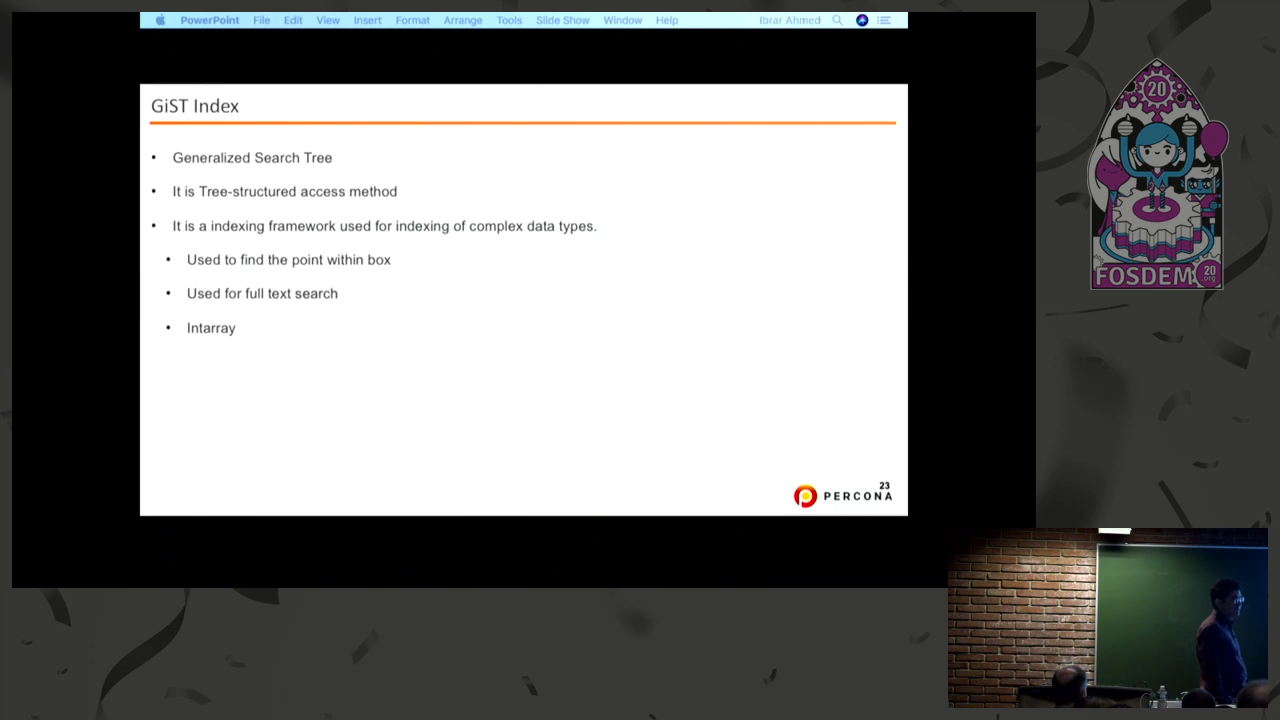 PowerPoint File Edit View Insert Format Arrange Tools Slide Show Window Help Ibrar Ahmed
GiST Index
• Generalized Search Tree
• It is Tree-structured access method
• It is a indexing framework used for indexing of complex data types.
• Used to find the point within box
• Used for full text search
• Intarray
23
PERCONA
20
FOSDEM
20
.org